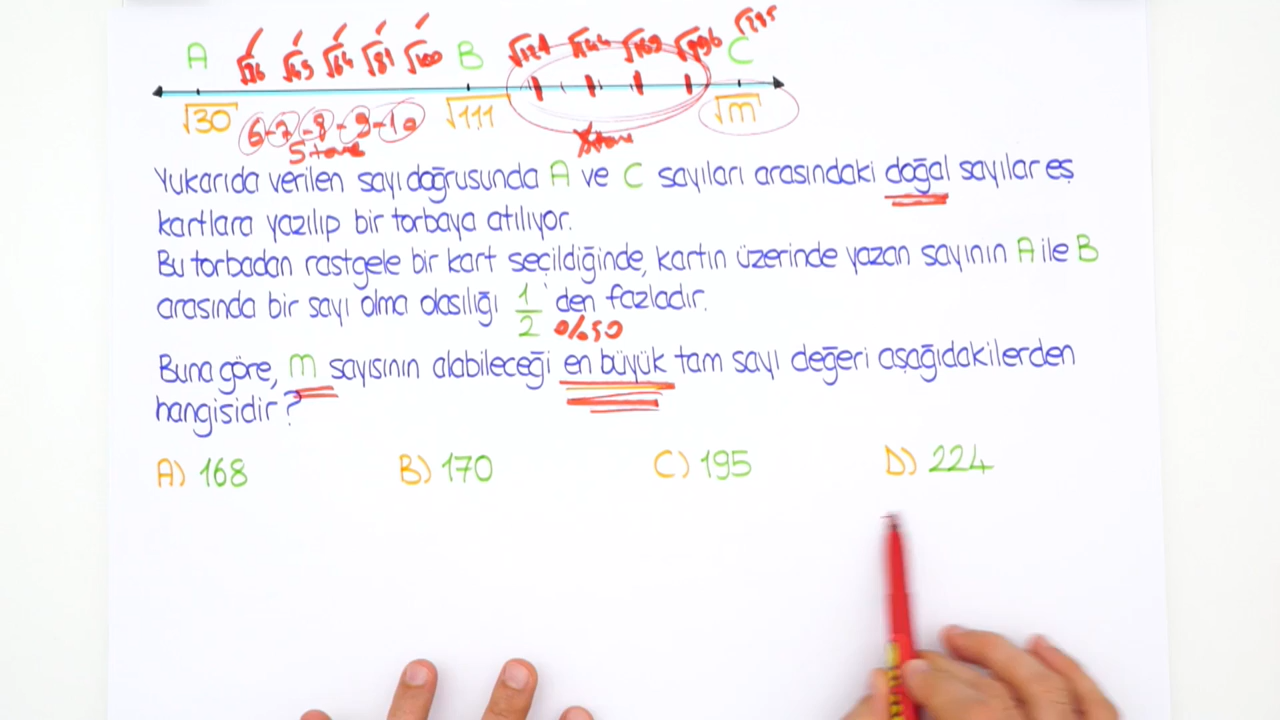 A √36 √49 √64 √81 √100 B √121 √144 √169 √196 C √225
√30 6-7-8-9-10 √111 √m
5 tane 4 tane
Yukarıda verilen sayı doğrusunda A ve C sayıları arasındaki doğal sayılar eş
kartlara yazılıp bir torbaya atılıyor.
Bu torbadan rastgele bir kart seçildiğinde, kartın üzerinde yazan sayının A ile B
arasında bir sayı olma olasılığı 1/2 'den fazladır.
%50
Buna göre, m sayısının alabileceği en büyük tam sayı değeri aşağıdakilerden
hangisidir?
A) 168 B) 170 C) 195 D) 224